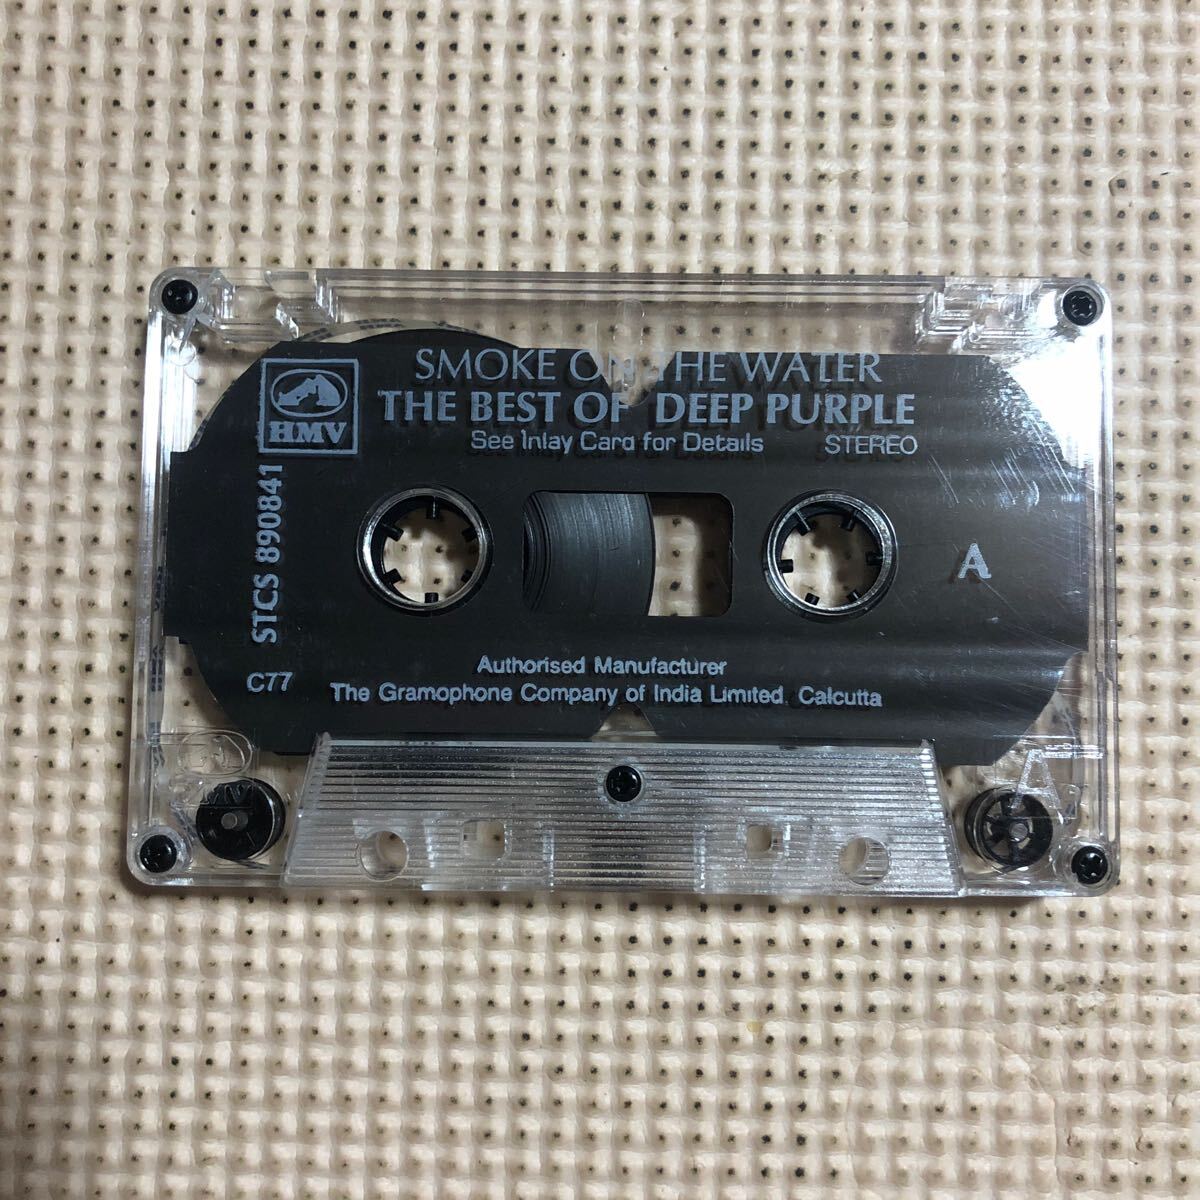 SMOKE ON THE WATER
THE BEST OF DEEP PURPLE
See Inlay Card for Details STEREO
HMV
STCS 890841
A
C77
Authorised Manufacturer
The Gramophone Company of India Limited, Calcutta
A